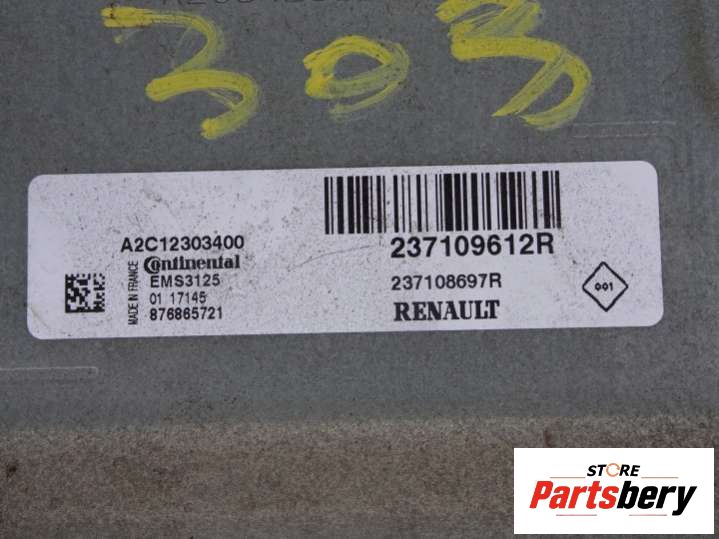 303
A2C12303400
Continental
EMS3125
01 17145
876865721
MADE IN FRANCE
237109612R
237108697R
RENAULT
001
STORE
Partsbery